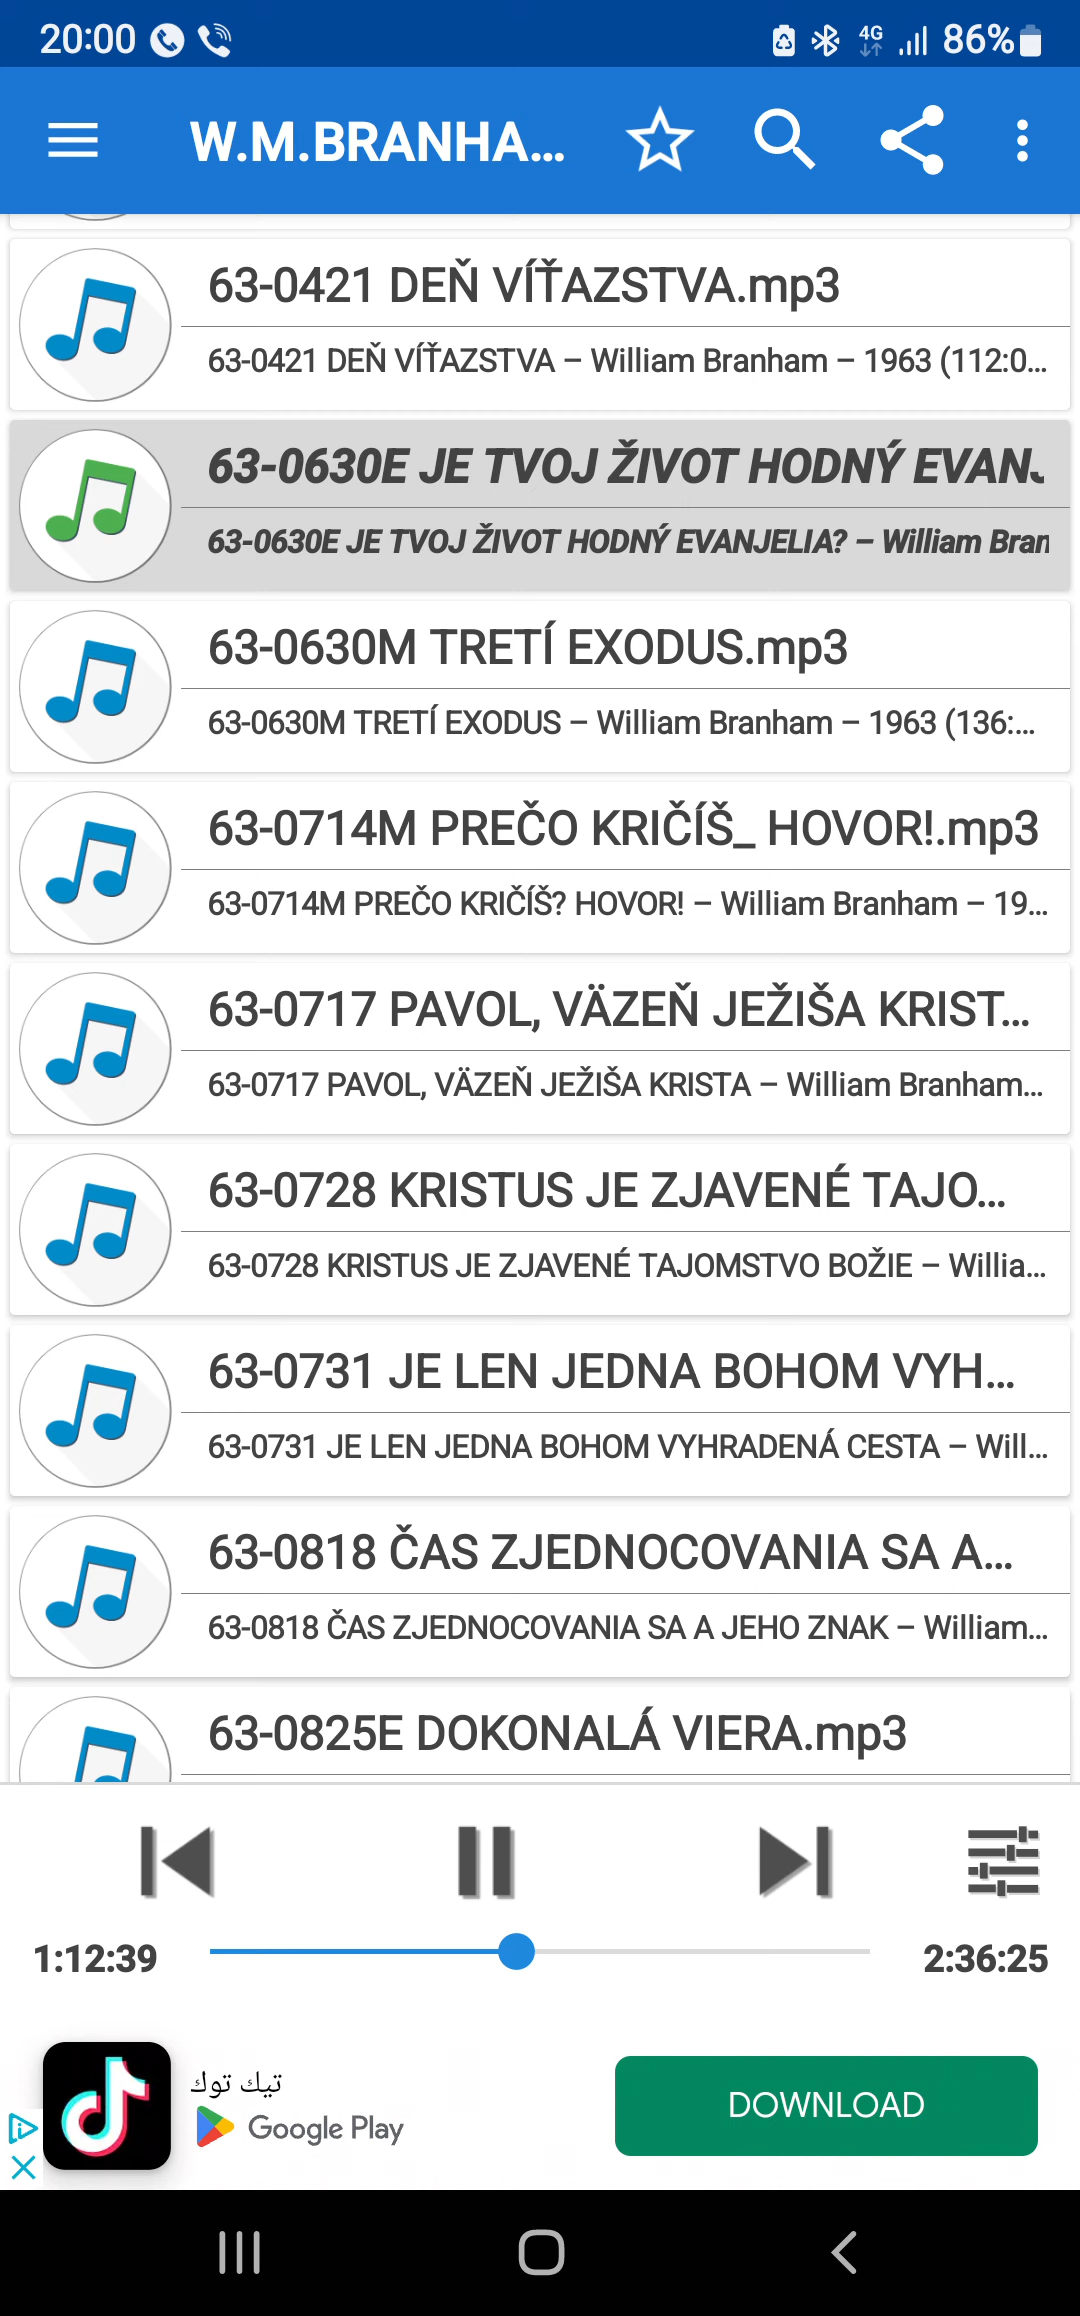 20:00
4G
86%
W.M.BRANHA...
63-0421 DEŇ VÍŤAZSTVA.mp3
63-0421 DEŇ VÍŤAZSTVA – William Branham – 1963 (112:0...
63-0630E JE TVOJ ŽIVOT HODNÝ EVANJ
63-0630E JE TVOJ ŽIVOT HODNÝ EVANJELIA? – William Bran
63-0630M TRETÍ EXODUS.mp3
63-0630M TRETÍ EXODUS – William Branham – 1963 (136:...
63-0714M PREČO KRIČÍŠ_ HOVOR!.mp3
63-0714M PREČO KRIČÍŠ? HOVOR! – William Branham – 19...
63-0717 PAVOL, VÄZEŇ JEŽIŠA KRIST...
63-0717 PAVOL, VÄZEŇ JEŽIŠA KRISTA – William Branham...
63-0728 KRISTUS JE ZJAVENÉ TAJO...
63-0728 KRISTUS JE ZJAVENÉ TAJOMSTVO BOŽIE – Willia...
63-0731 JE LEN JEDNA BOHOM VYH...
63-0731 JE LEN JEDNA BOHOM VYHRADENÁ CESTA – Will...
63-0818 ČAS ZJEDNOCOVANIA SA A...
63-0818 ČAS ZJEDNOCOVANIA SA A JEHO ZNAK – William...
63-0825E DOKONALÁ VIERA.mp3
1:12:39
2:36:25
تيك توك
Google Play
DOWNLOAD